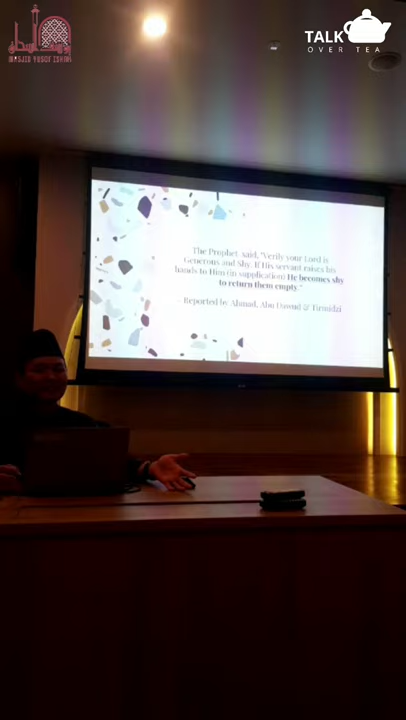 يوسف إسحاق
MASJID YUSOF ISHAK
TALK
OVER TEA
The Prophet said, "Verily your Lord is
Generous and Shy. If His servant raises his
hands to Him (in supplication) He becomes shy
to return them empty."
- Reported by Ahmad, Abu Dawud & Tirmidzi